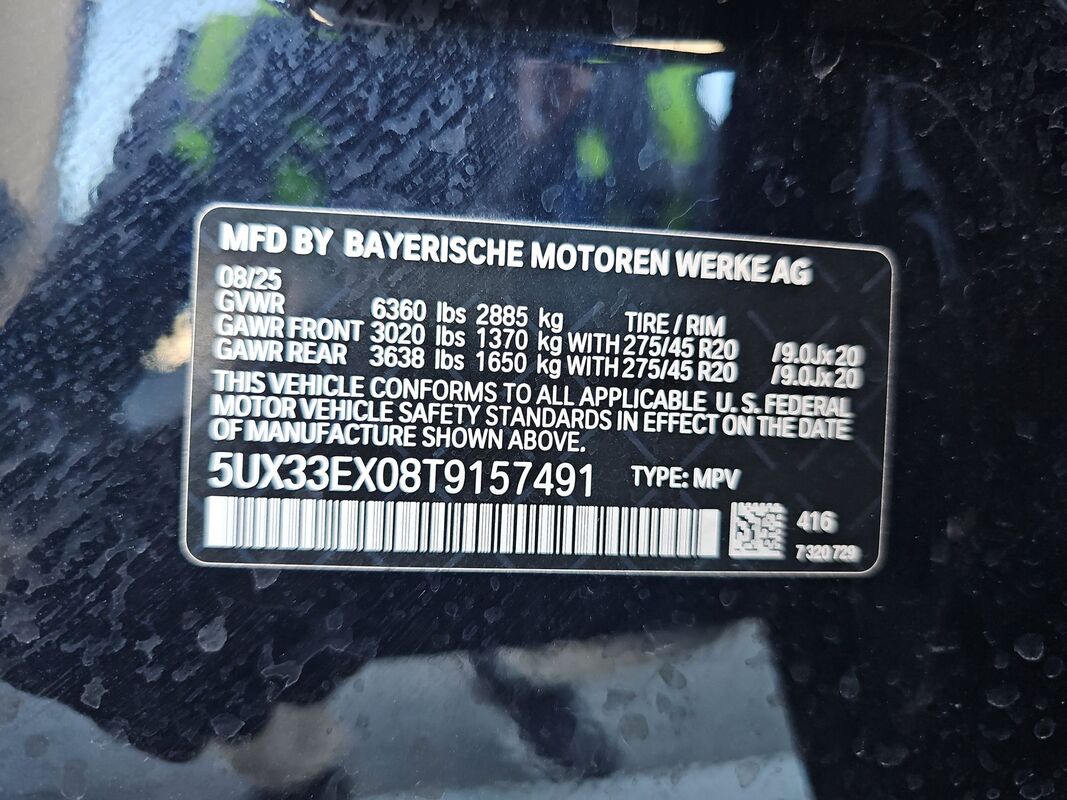 MFD BY BAYERISCHE MOTOREN WERKE AG
08/25
GVWR 6360 lbs 2885 kg TIRE / RIM
GAWR FRONT 3020 lbs 1370 kg WITH 275/45 R20 /9.0Jx20
GAWR REAR 3638 lbs 1650 kg WITH 275/45 R20 /9.0Jx20
THIS VEHICLE CONFORMS TO ALL APPLICABLE U.S. FEDERAL
MOTOR VEHICLE SAFETY STANDARDS IN EFFECT ON THE DATE
OF MANUFACTURE SHOWN ABOVE.
5UX33EX08T9157491 TYPE: MPV
416
7 320 729